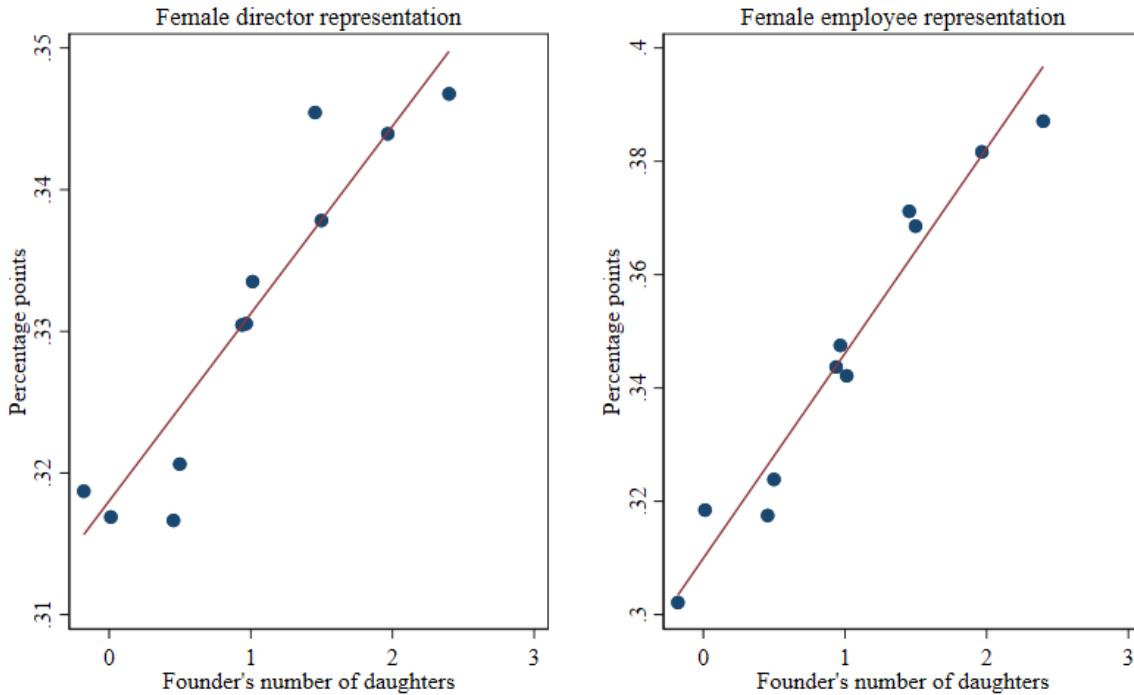 Female director representation
Percentage points
.35
.34
.33
.32
.31
0 1 2 3
Founder's number of daughters
Female employee representation
Percentage points
.4
.38
.36
.34
.32
.3
0 1 2 3
Founder's number of daughters